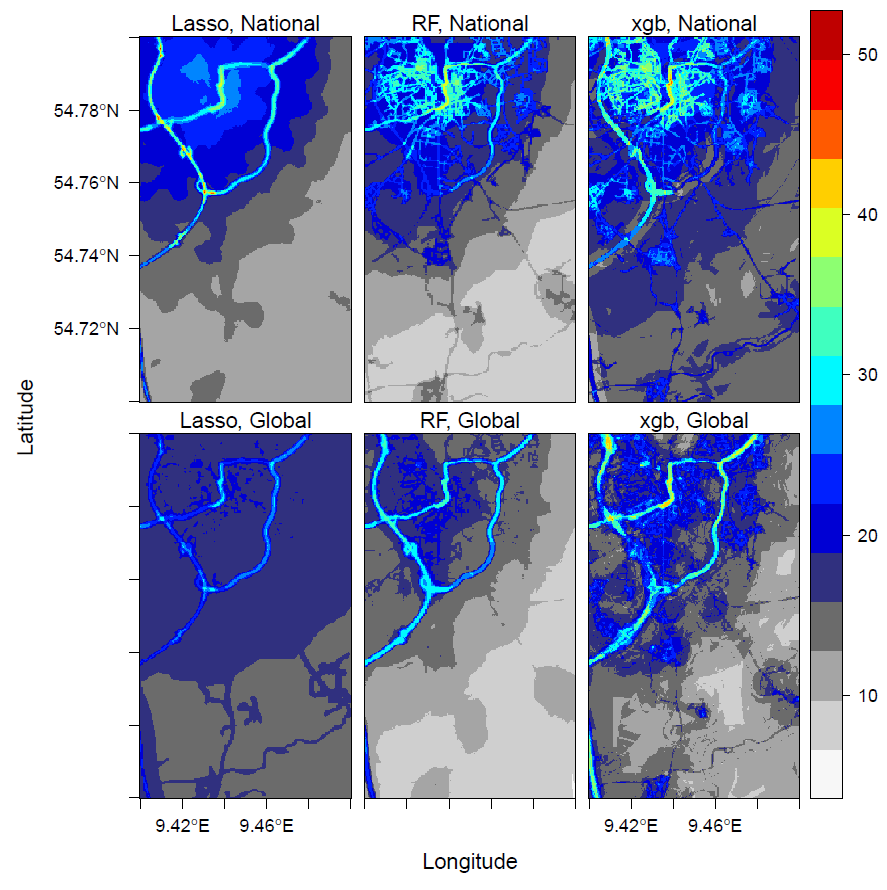 Lasso, National RF, National xgb, National
50
54.78°N
54.76°N
40
54.74°N
54.72°N
30
Latitude
Lasso, Global RF, Global xgb, Global
20
10
9.42°E 9.46°E 9.42°E 9.46°E
Longitude